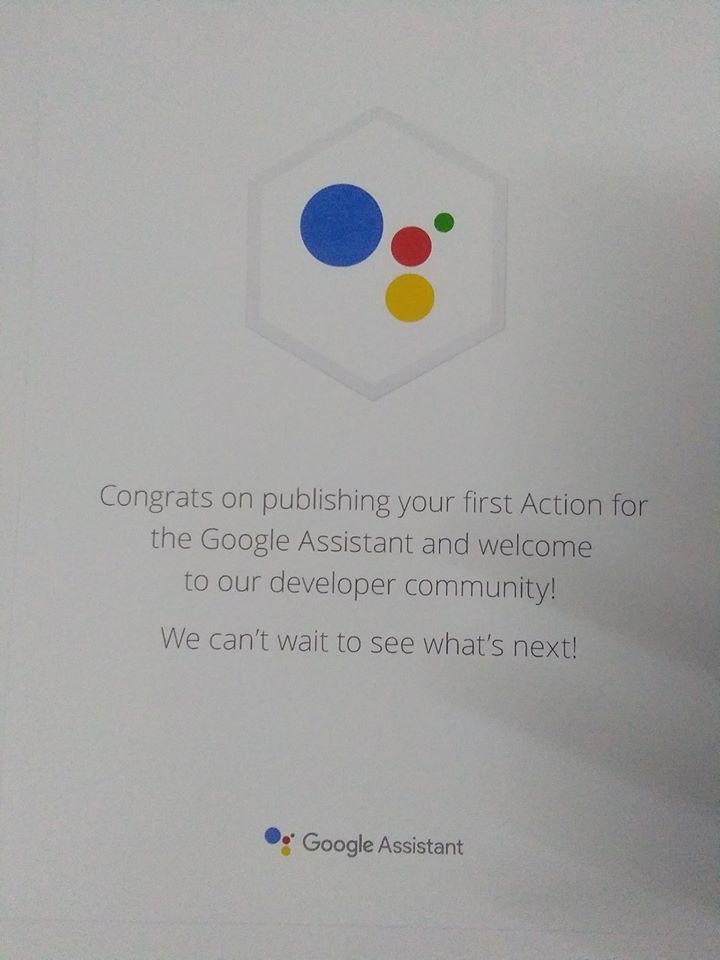 Congrats on publishing your first Action for
the Google Assistant and welcome
to our developer community!
We can't wait to see what's next!
Google Assistant